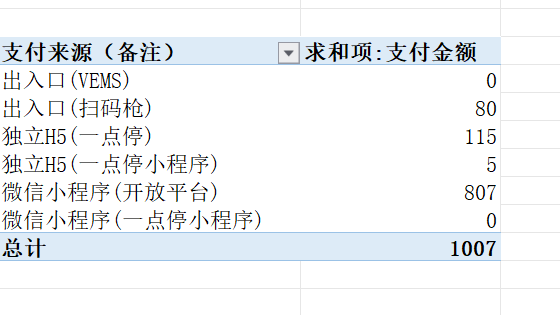 支付来源（备注） 求和项:支付金额
出入口(VEMS) 0
出入口(扫码枪) 80
独立H5(一点停) 115
独立H5(一点停小程序) 5
微信小程序(开放平台) 807
微信小程序(一点停小程序) 0
总计 1007